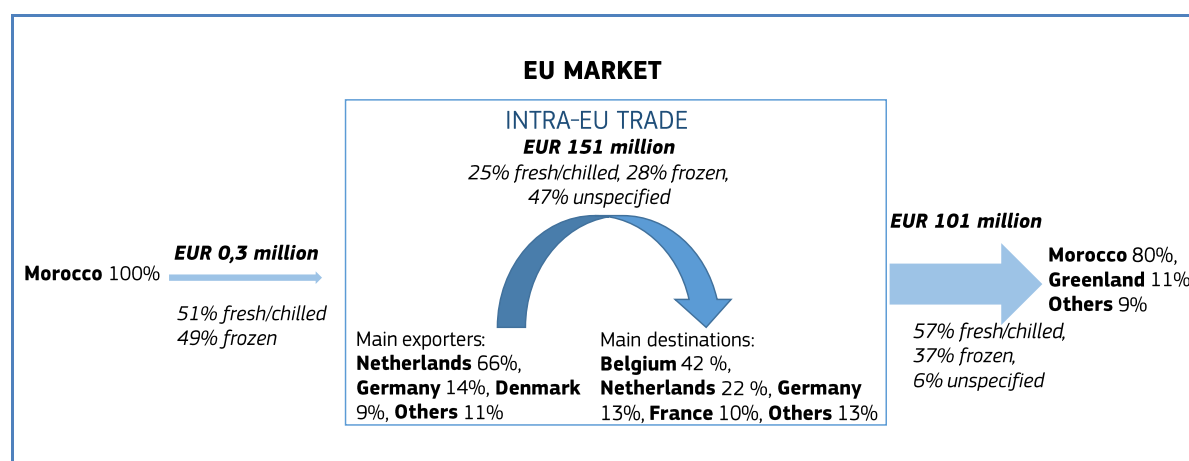 EU MARKET
INTRA-EU TRADE
EUR 151 million
25% fresh/chilled, 28% frozen,
47% unspecified
Morocco 100%
EUR 0,3 million
51% fresh/chilled
49% frozen
Main exporters:
Netherlands 66%,
Germany 14%, Denmark
9%, Others 11%
Main destinations:
Belgium 42 %,
Netherlands 22 %, Germany
13%, France 10%, Others 13%
EUR 101 million
Morocco 80%,
Greenland 11%
Others 9%
57% fresh/chilled,
37% frozen,
6% unspecified